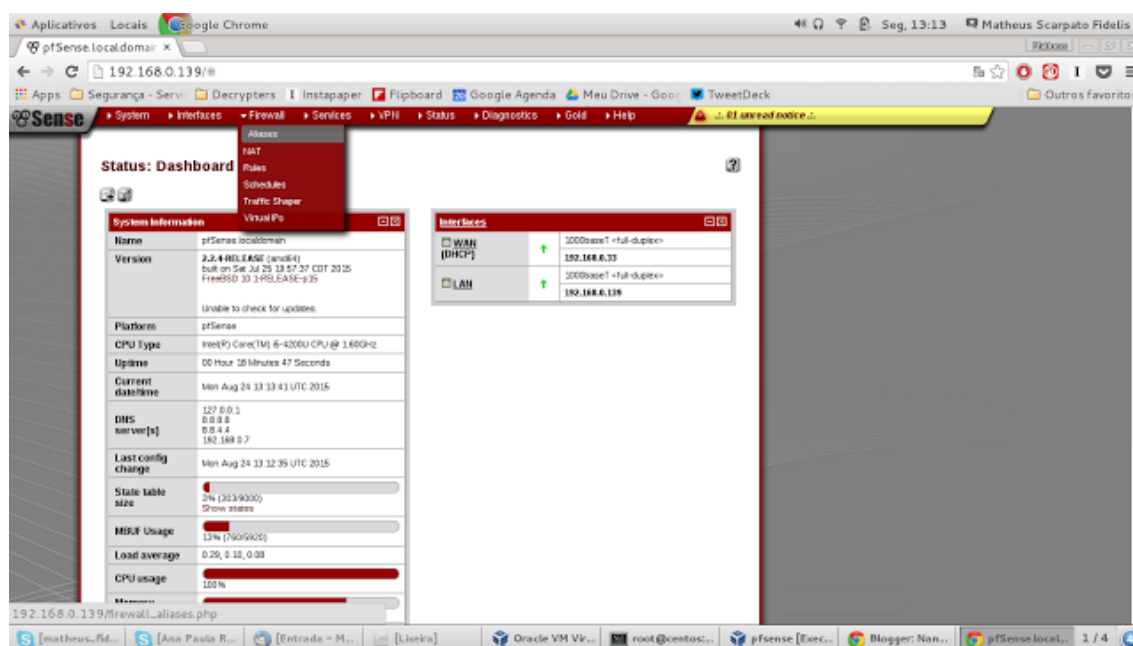 Aplicativos Locais Google Chrome Seg, 13:13 Matheus Scarpato Fidelis
pfSense.localdomair
192.168.0.139/#
Apps Segurança - Servi Decrypters Instapaper Flipboard Google Agenda Meu Drive - Goog TweetDeck Outros favoritos
Sense System Interfaces Firewall Services VPN Status Diagnostics Gold Help .:. 01 unread notice .:.
Aliases
NAT
Rules
Schedules
Traffic Shaper
Virtual IPs
Status: Dashboard
System Information
Name pfSense.localdomain
Version 2.2.4-RELEASE (amd64)
built on Sat Jul 25 19:57:37 CDT 2015
FreeBSD 10.1-RELEASE-p15
Unable to check for updates.
Platform pfSense
CPU Type Intel(R) Core(TM) i5-4200U CPU @ 1.60GHz
Uptime 00 Hour 18 Minutes 47 Seconds
Current date/time Mon Aug 24 13:13:41 UTC 2015
DNS server(s) 127.0.0.1
8.8.8.8
8.8.4.4
192.168.0.7
Last config change Mon Aug 24 13:12:35 UTC 2015
State table size 3% (303/9000)
Show states
MBUF Usage 13% (760/5920)
Load average 0.29, 0.10, 0.08
CPU usage 100%
Memory
Interfaces
WAN (DHCP) 1000baseT <full-duplex>
192.168.0.33
LAN 1000baseT <full-duplex>
192.168.0.139
192.168.0.139/firewall_aliases.php
[matheus_fid... [Ana Paula R... [Entrada - M... Oracle VM Vir... root@centos:... pfsense [Exec... Blogger: Nan... pfSense.local... 1 / 4